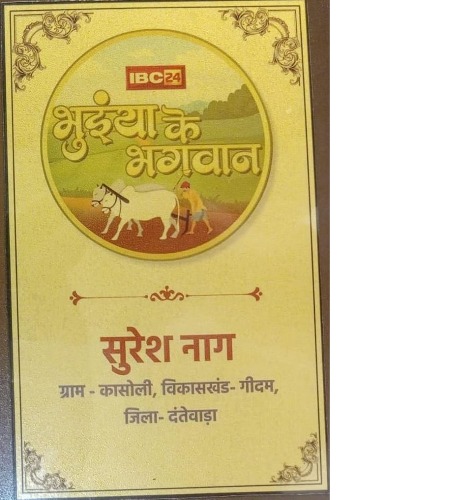 IBC24
भुइंया के
भगवान
सुरेश नाग
ग्राम - कासोली, विकासखंड- गीदम,
जिला- दंतेवाड़ा